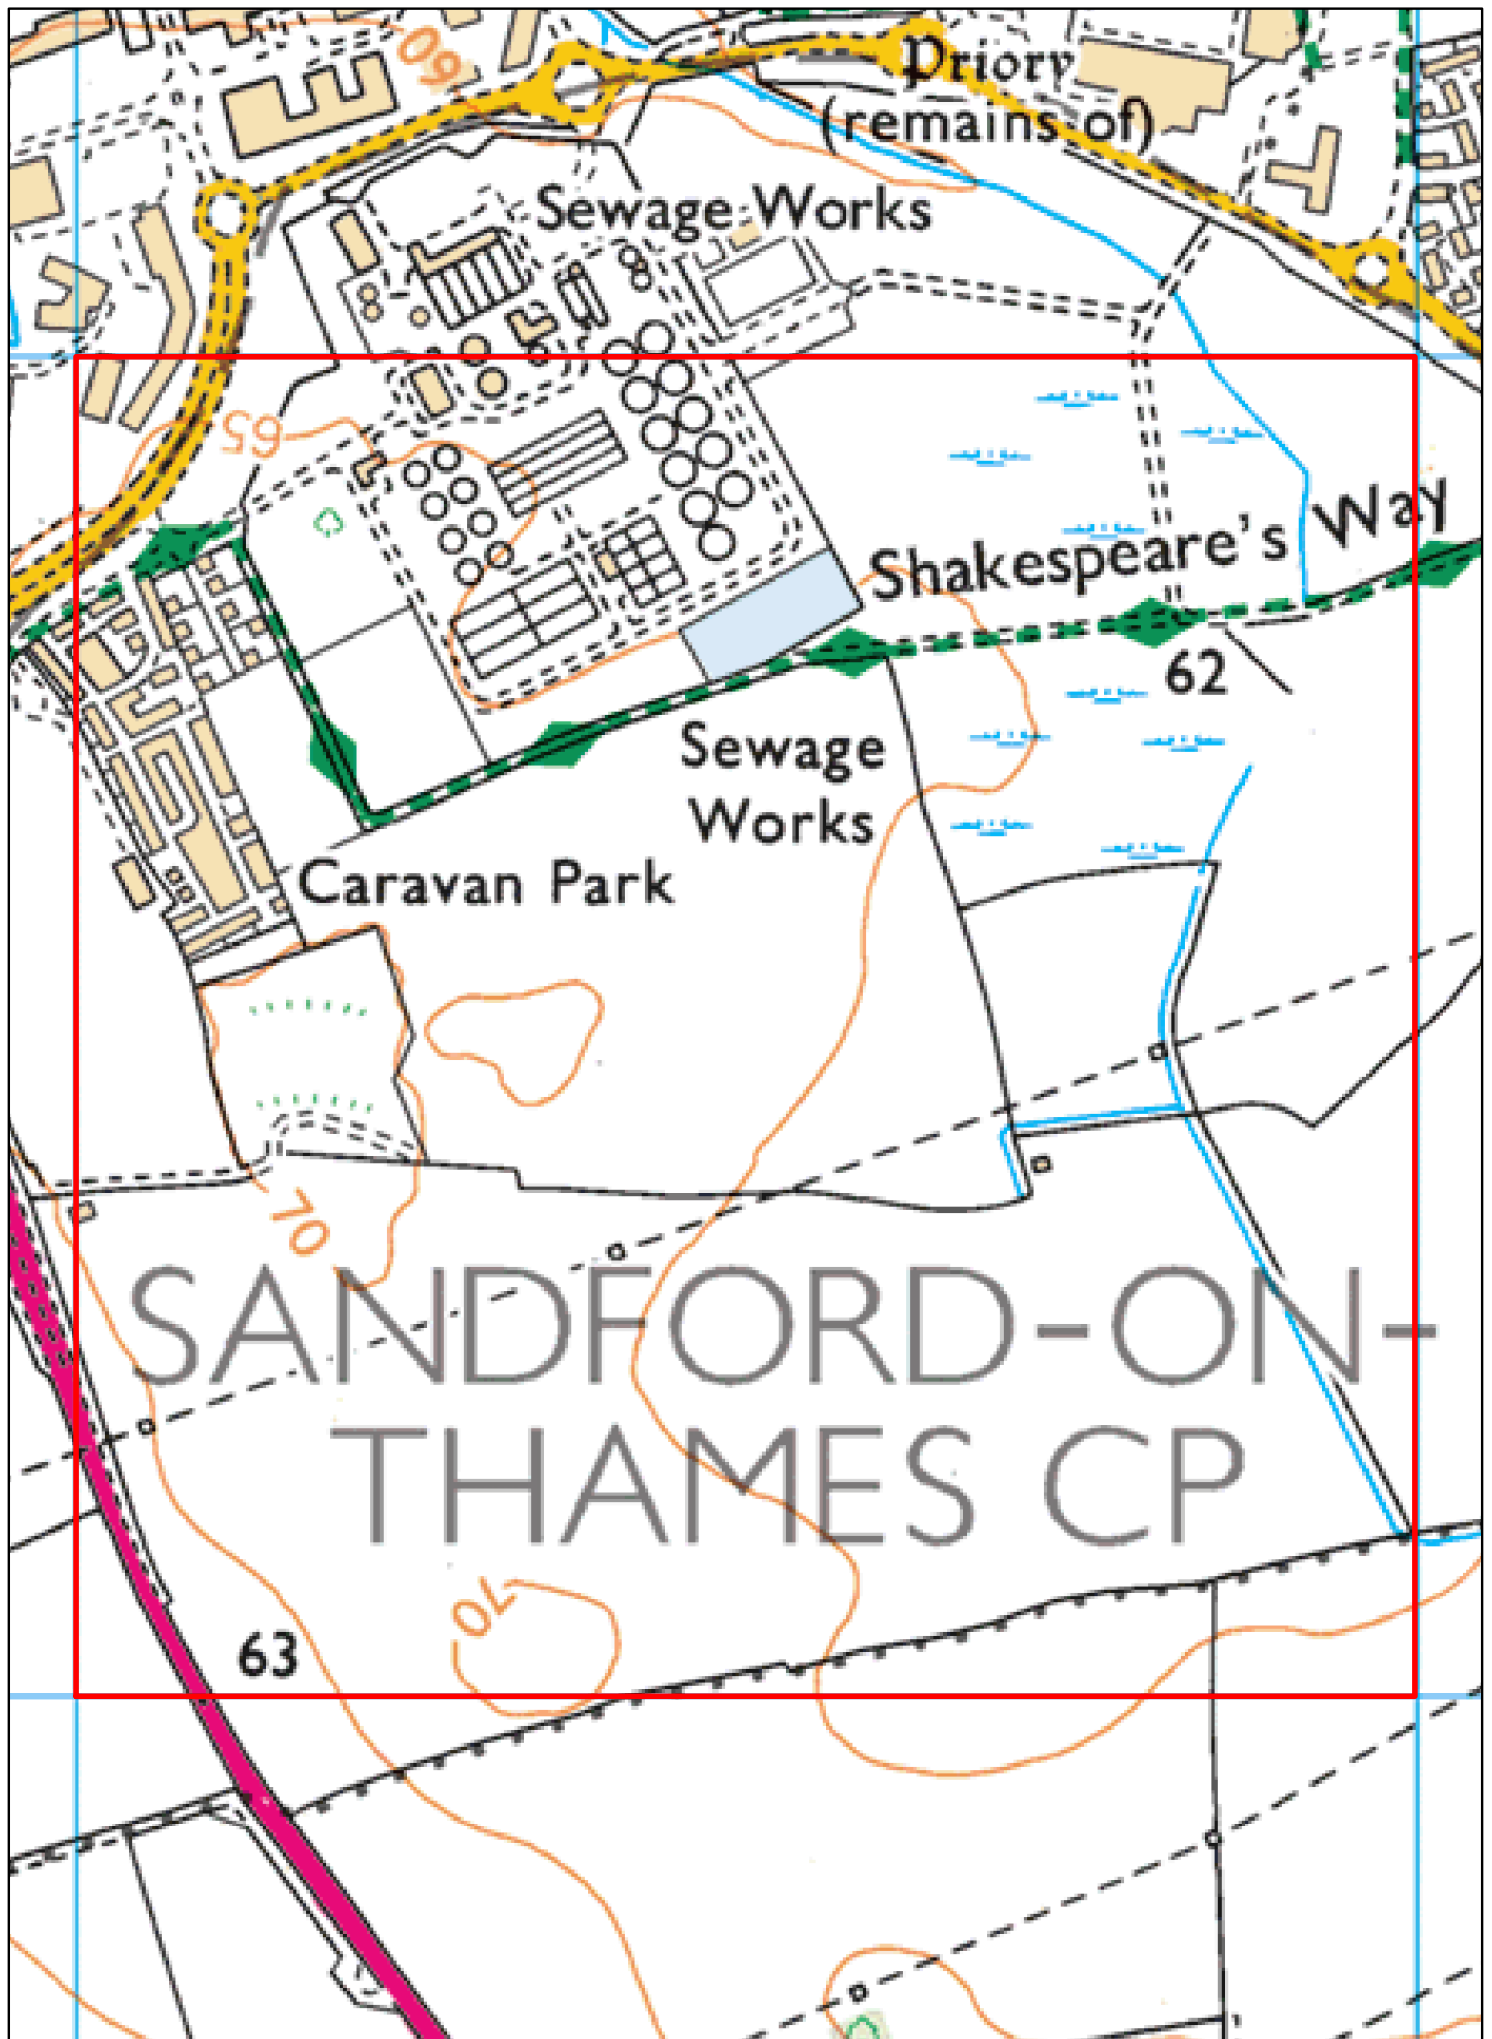 60
Priory
(remains of)
Sewage Works
65
Shakespeare's Way
62
Sewage
Works
Caravan Park
70
SANDFORD-ON-
THAMES CP
70
63